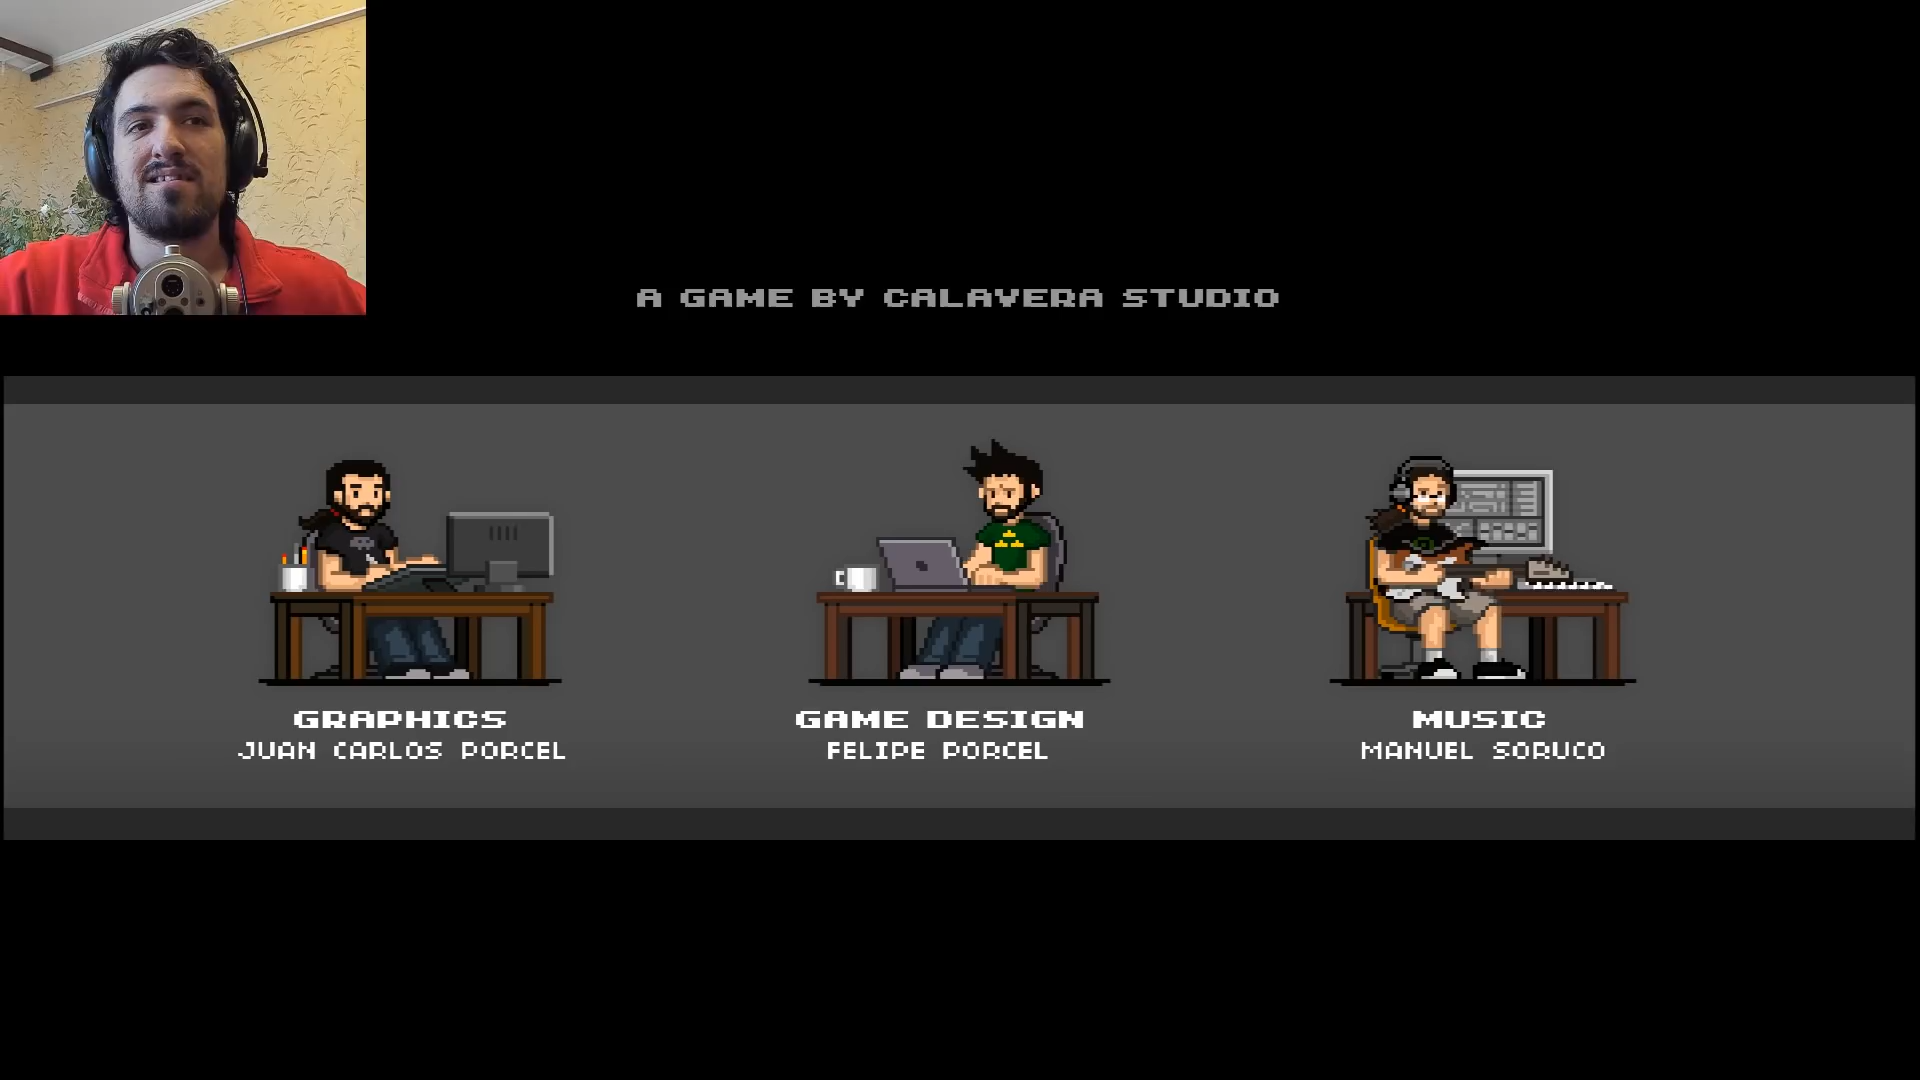 A GAME BY CALAVERA STUDIO
GRAPHICS
JUAN CARLOS PORCEL
GAME DESIGN
FELIPE PORCEL
MUSIC
MANUEL SORUCO